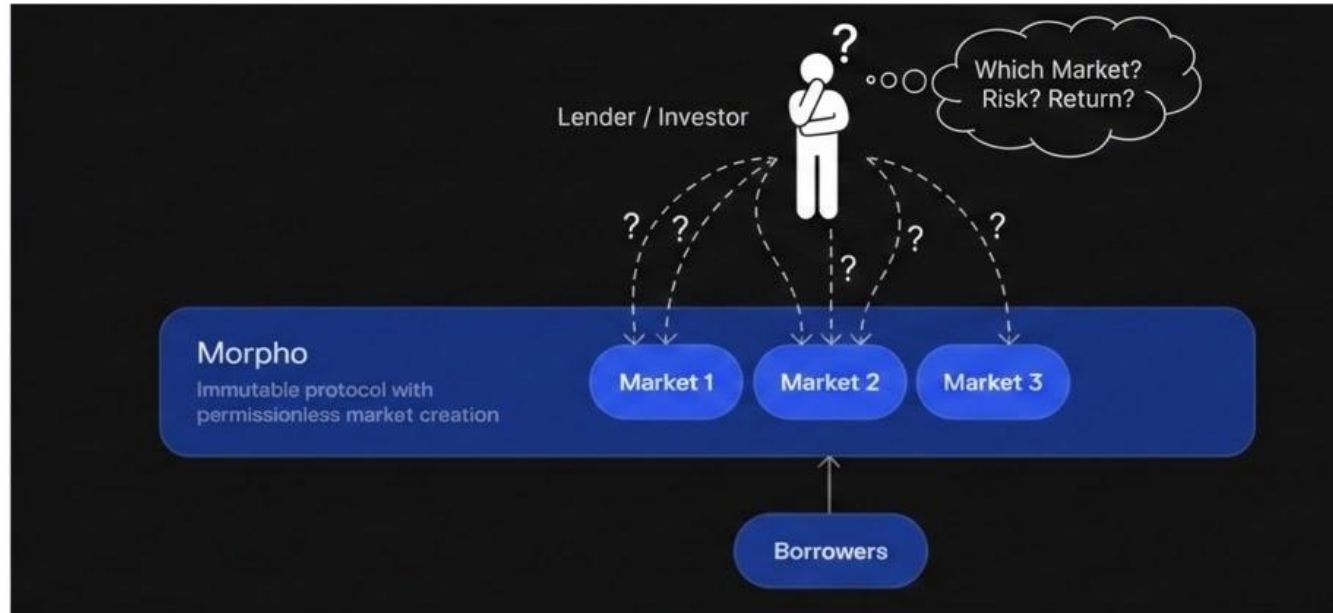 ?
Which Market?
Risk? Return?
Lender / Investor
?
?
?
?
?
Morpho
Immutable protocol with
permissionless market creation
Market 1
Market 2
Market 3
Borrowers